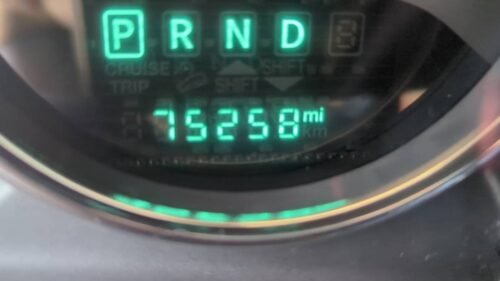 P R N D
CRUISE SHIFT
TRIP SHIFT
75258 mi
km